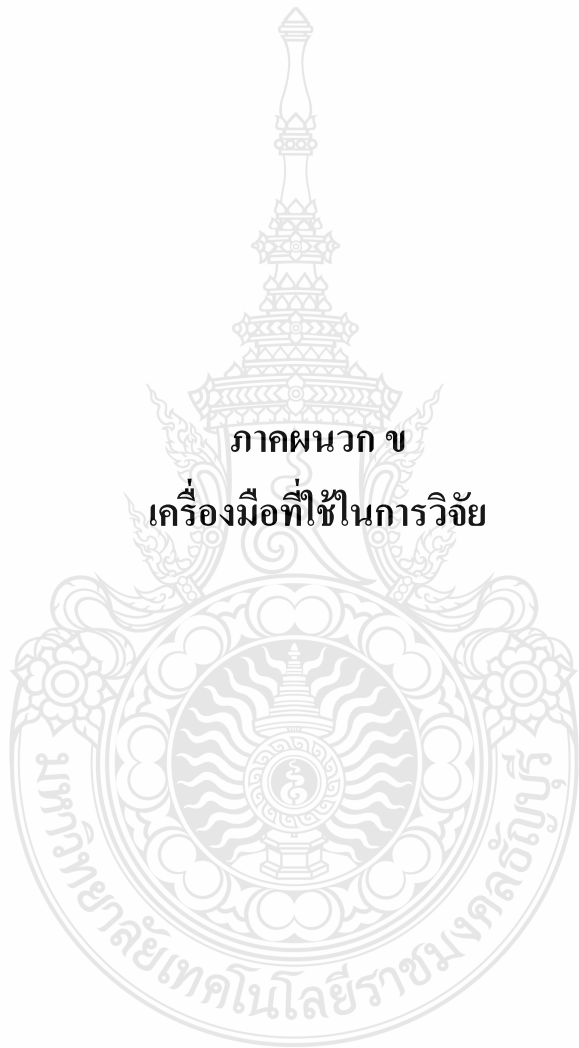 ภาคผนวก ข
เครื่องมือที่ใช้ในการวิจัย
มหาวิทยาลัยเทคโนโลยีราชมงคลธัญบุรี